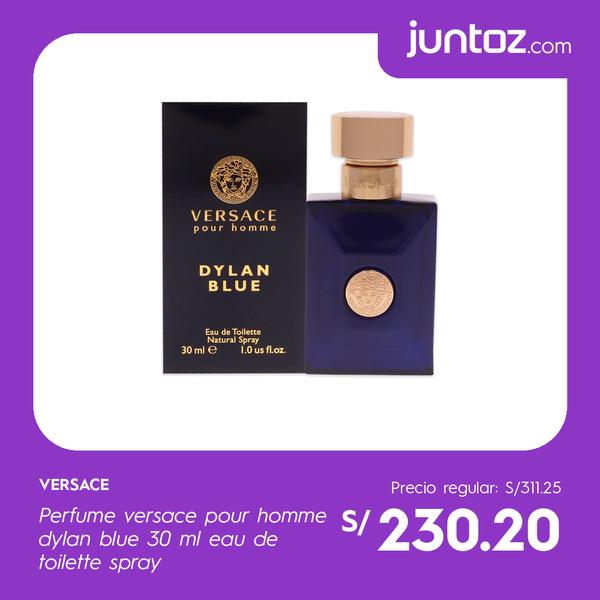 juntoz.com
VERSACE
pour homme
DYLAN
BLUE
Eau de Toilette
Natural Spray
30 ml ℮ 1.0 us fl.oz.
VERSACE
Perfume versace pour homme
dylan blue 30 ml eau de
toilette spray
Precio regular: S/311.25
S/ 230.20